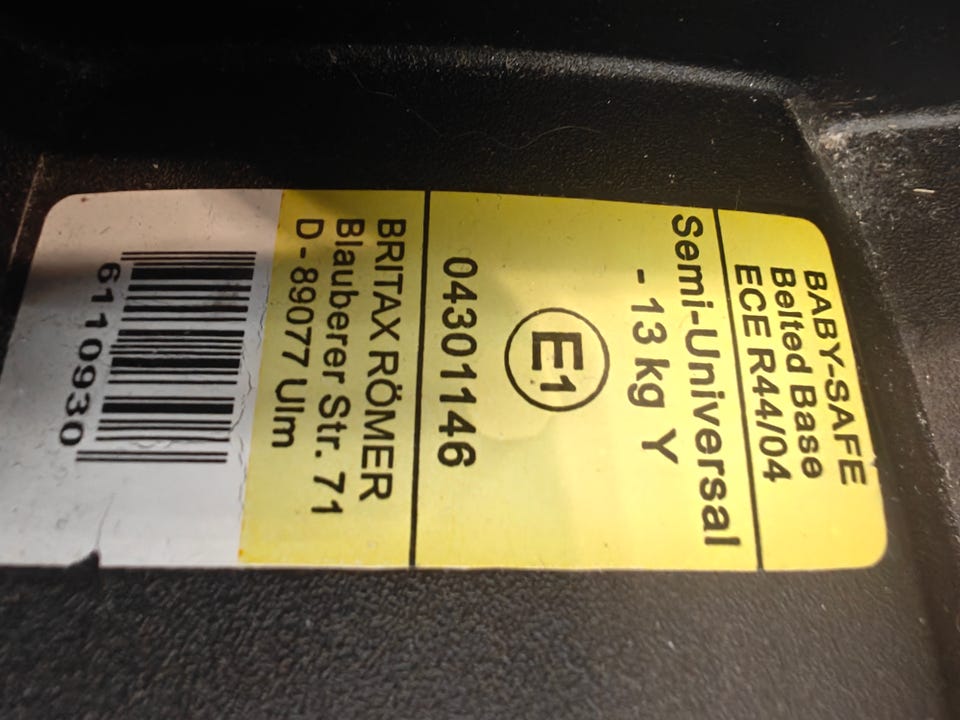 BABY-SAFE
Belted Base
ECE R44/04
Semi-Universal
- 13 kg Y
E1
04301146
BRITAX RÖMER
Blauberer Str. 71
D - 89077 Ulm
6110930